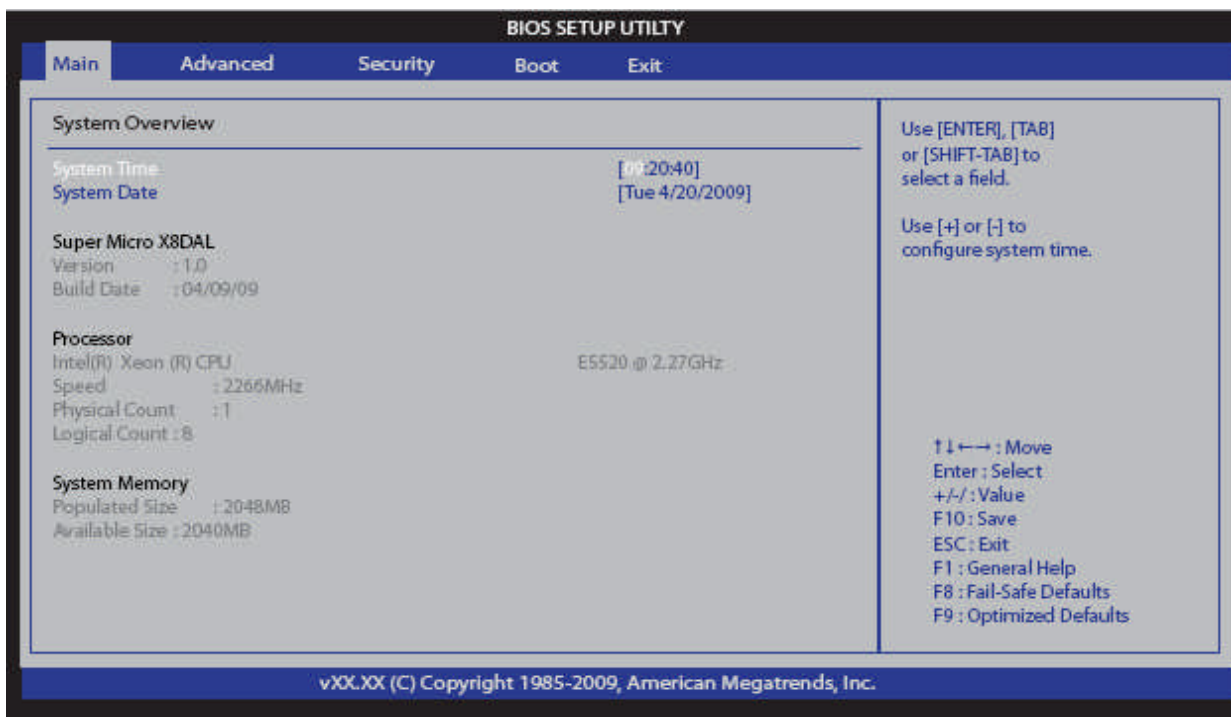 BIOS SETUP UTILTY
Main Advanced Security Boot Exit
System Overview
System Time [09:20:40]
System Date [Tue 4/20/2009]
Super Micro X8DAL
Version : 1.0
Build Date : 04/09/09
Processor
Intel(R) Xeon (R) CPU E5520 @ 2.27GHz
Speed : 2266MHz
Physical Count : 1
Logical Count : 8
System Memory
Populated Size : 2048MB
Available Size : 2040MB
Use [ENTER], [TAB]
or [SHIFT-TAB] to
select a field.
Use [+] or [-] to
configure system time.
↑↓←→ : Move
Enter : Select
+/-/ : Value
F10 : Save
ESC : Exit
F1 : General Help
F8 : Fail-Safe Defaults
F9 : Optimized Defaults
vXX.XX (C) Copyright 1985-2009, American Megatrends, Inc.